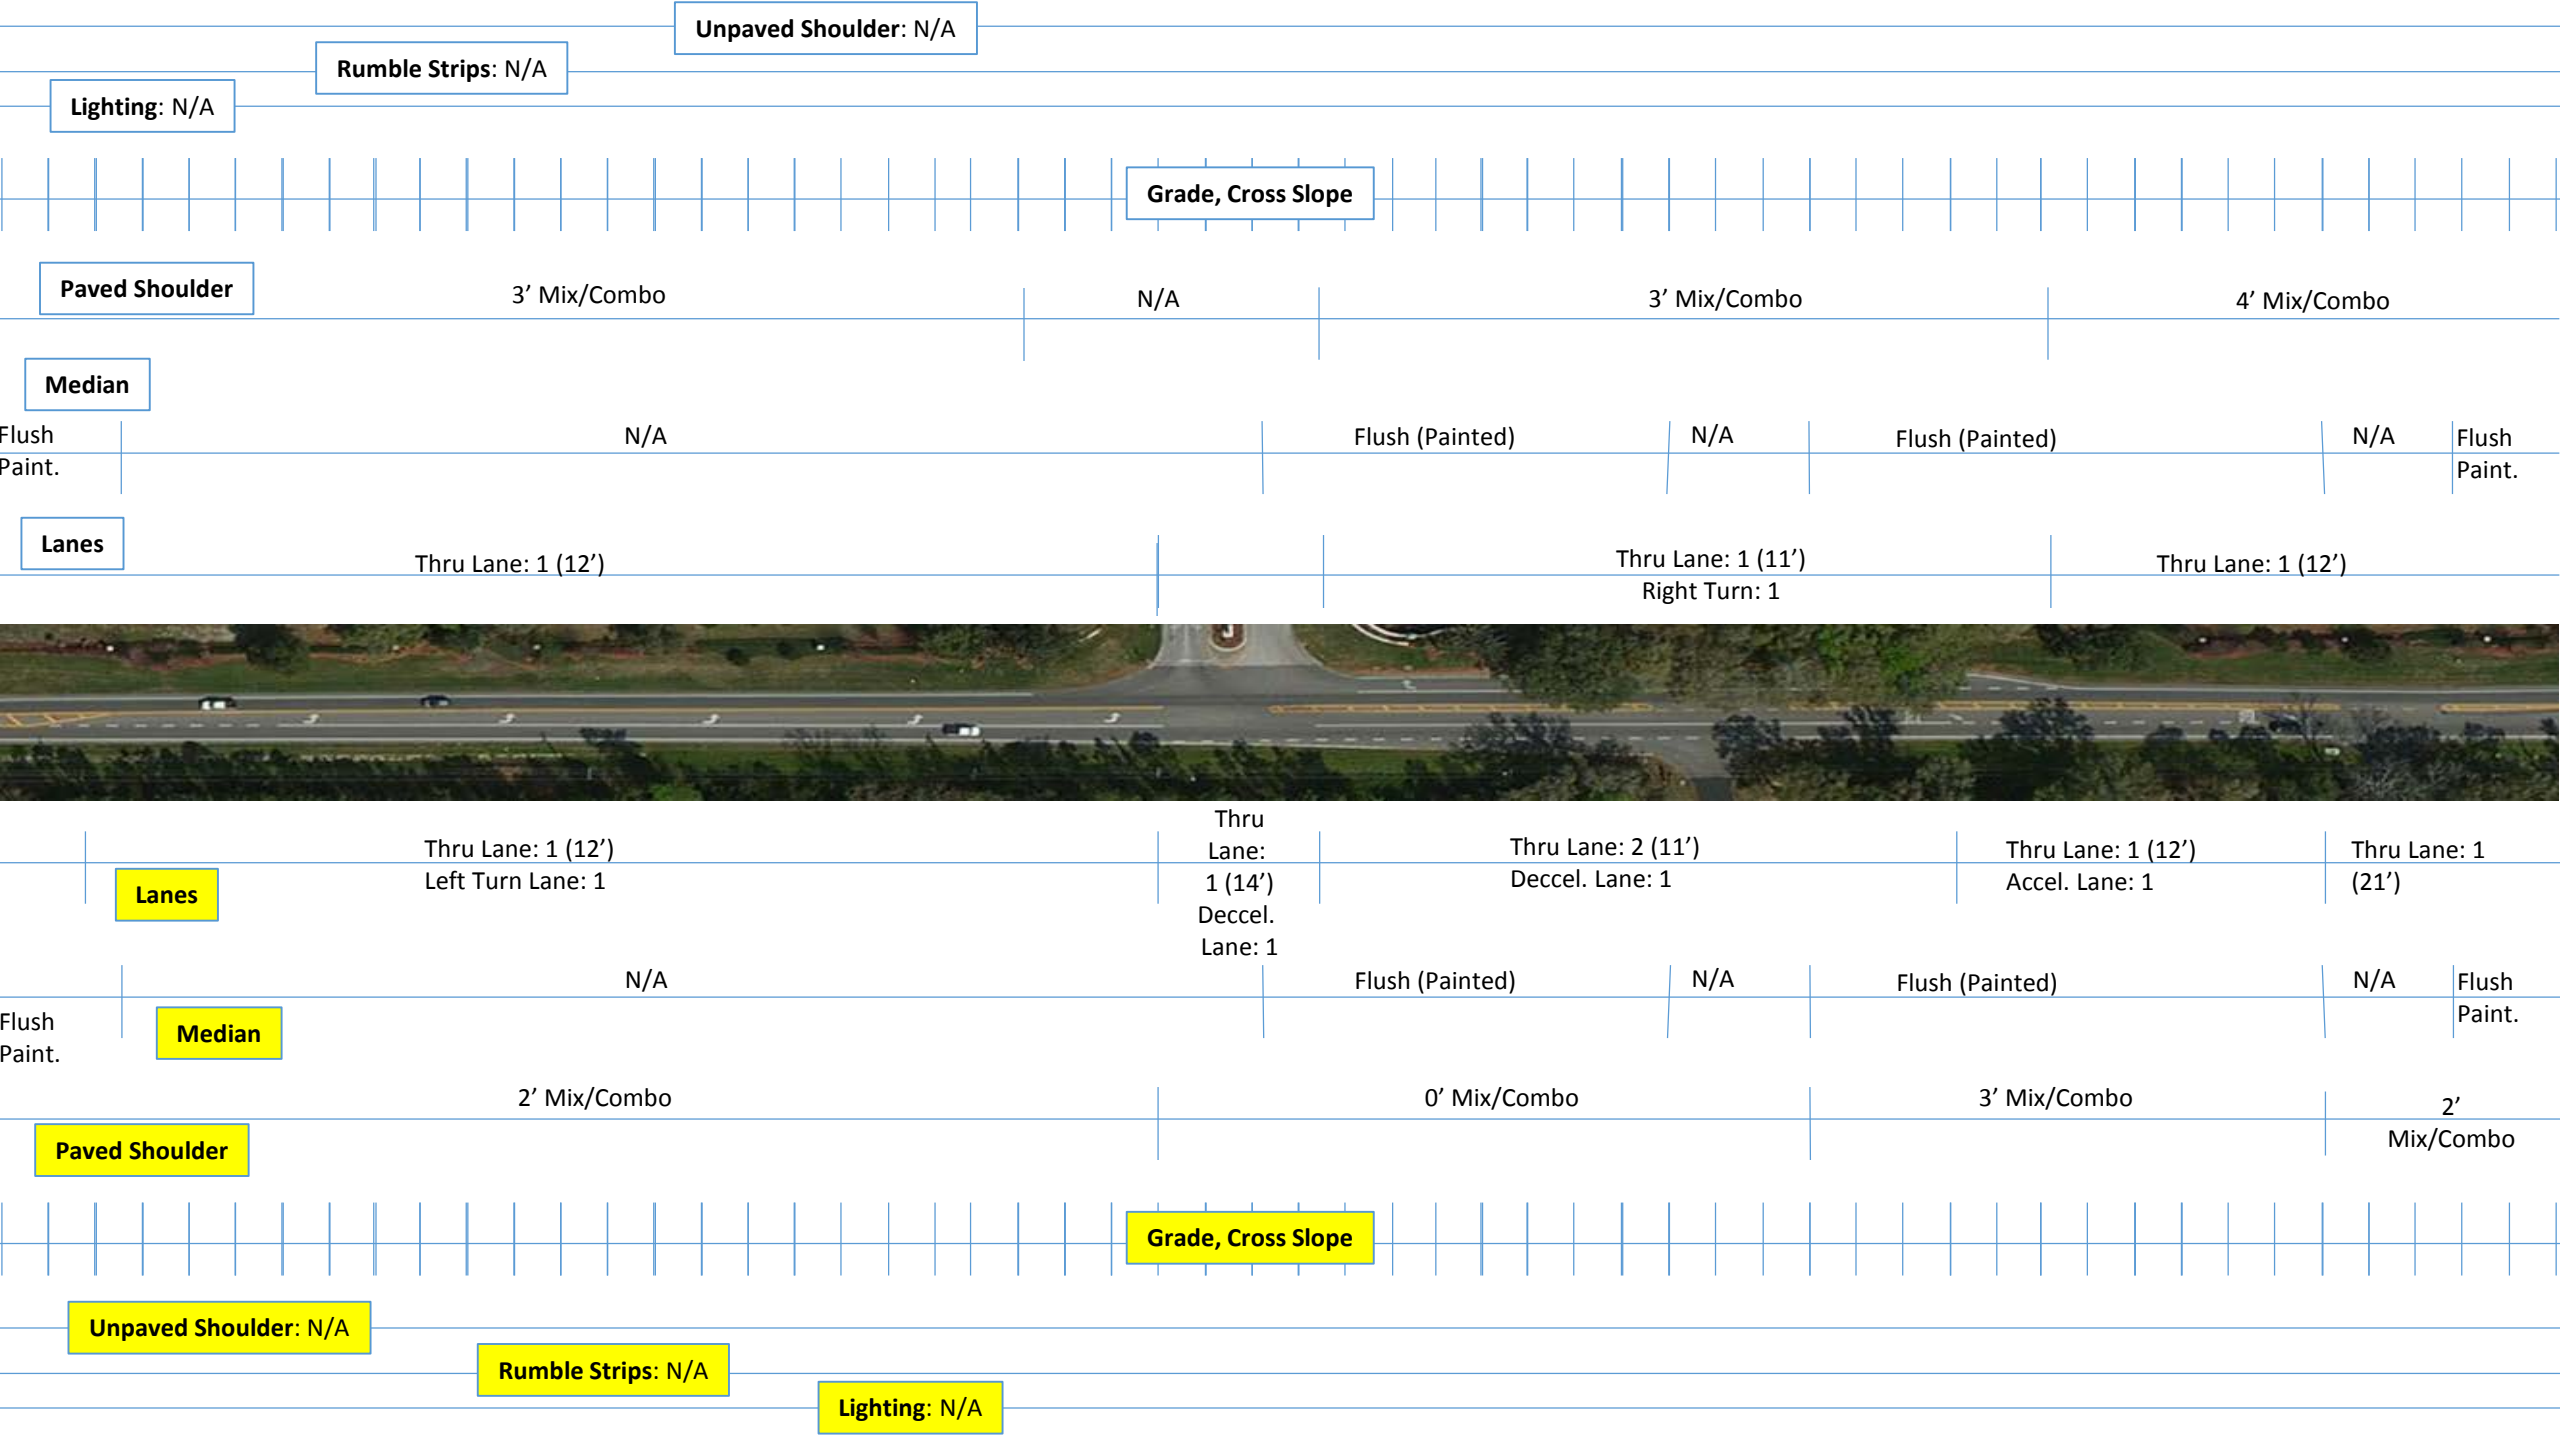 Unpaved Shoulder: N/A
Rumble Strips: N/A
Lighting: N/A
Grade, Cross Slope
Paved Shoulder
3’ Mix/Combo
N/A
3’ Mix/Combo
4’ Mix/Combo
Median
Flush
Paint.
N/A
Flush (Painted)
N/A
Flush (Painted)
N/A
Flush
Paint.
Lanes
Thru Lane: 1 (12’)
Thru Lane: 1 (11’)
Right Turn: 1
Thru Lane: 1 (12’)
Thru Lane: 1 (12’)
Left Turn Lane: 1
Lanes
Thru
Lane:
1 (14’)
Deccel.
Lane: 1
Thru Lane: 2 (11’)
Deccel. Lane: 1
Thru Lane: 1 (12’)
Accel. Lane: 1
Thru Lane: 1
(21’)
Flush
Paint.
Median
N/A
Flush (Painted)
N/A
Flush (Painted)
N/A
Flush
Paint.
2’ Mix/Combo
0’ Mix/Combo
3’ Mix/Combo
2’
Mix/Combo
Paved Shoulder
Grade, Cross Slope
Unpaved Shoulder: N/A
Rumble Strips: N/A
Lighting: N/A